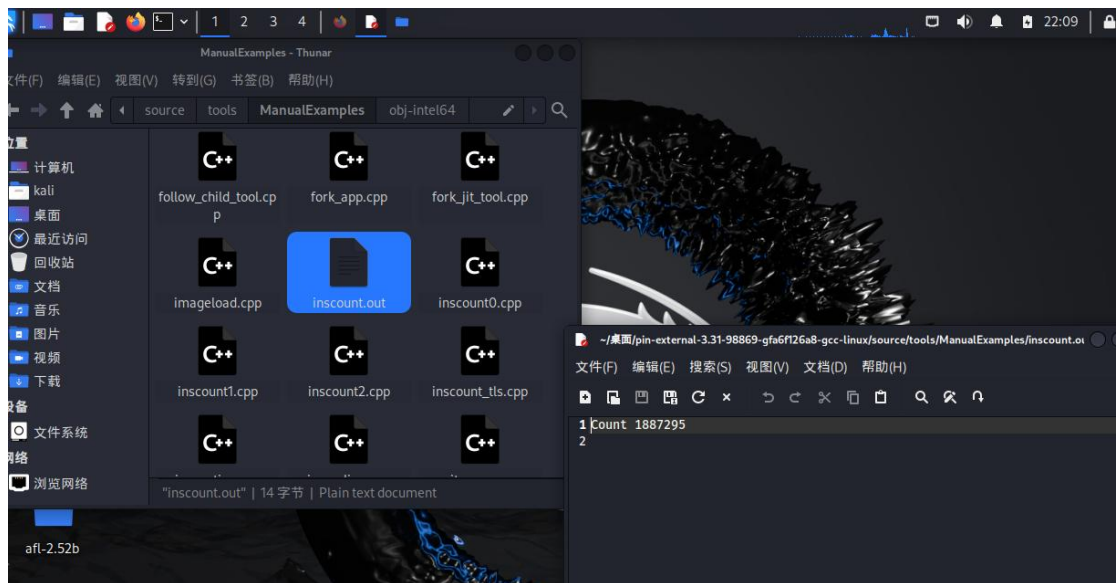 1 2 3 4
22:09
ManualExamples - Thunar
文件(F) 编辑(E) 视图(V) 转到(G) 书签(B) 帮助(H)
source tools ManualExamples obj-intel64
位置
计算机
kali
桌面
最近访问
回收站
文档
音乐
图片
视频
下载
设备
文件系统
网络
浏览网络
C++ C++ C++
follow_child_tool.cp
p
fork_app.cpp
fork_jit_tool.cpp
C++ C++
imageload.cpp
inscount.out
inscount0.cpp
C++ C++ C++
inscount1.cpp
inscount2.cpp
inscount_tls.cpp
C++ C++ C++
"inscount.out" | 14 字节 | Plain text document
afl-2.52b
~/桌面/pin-external-3.31-98869-gfa6f126a8-gcc-linux/source/tools/ManualExamples/inscount.ou
文件(F) 编辑(E) 搜索(S) 视图(V) 文档(D) 帮助(H)
1 Count 1887295
2